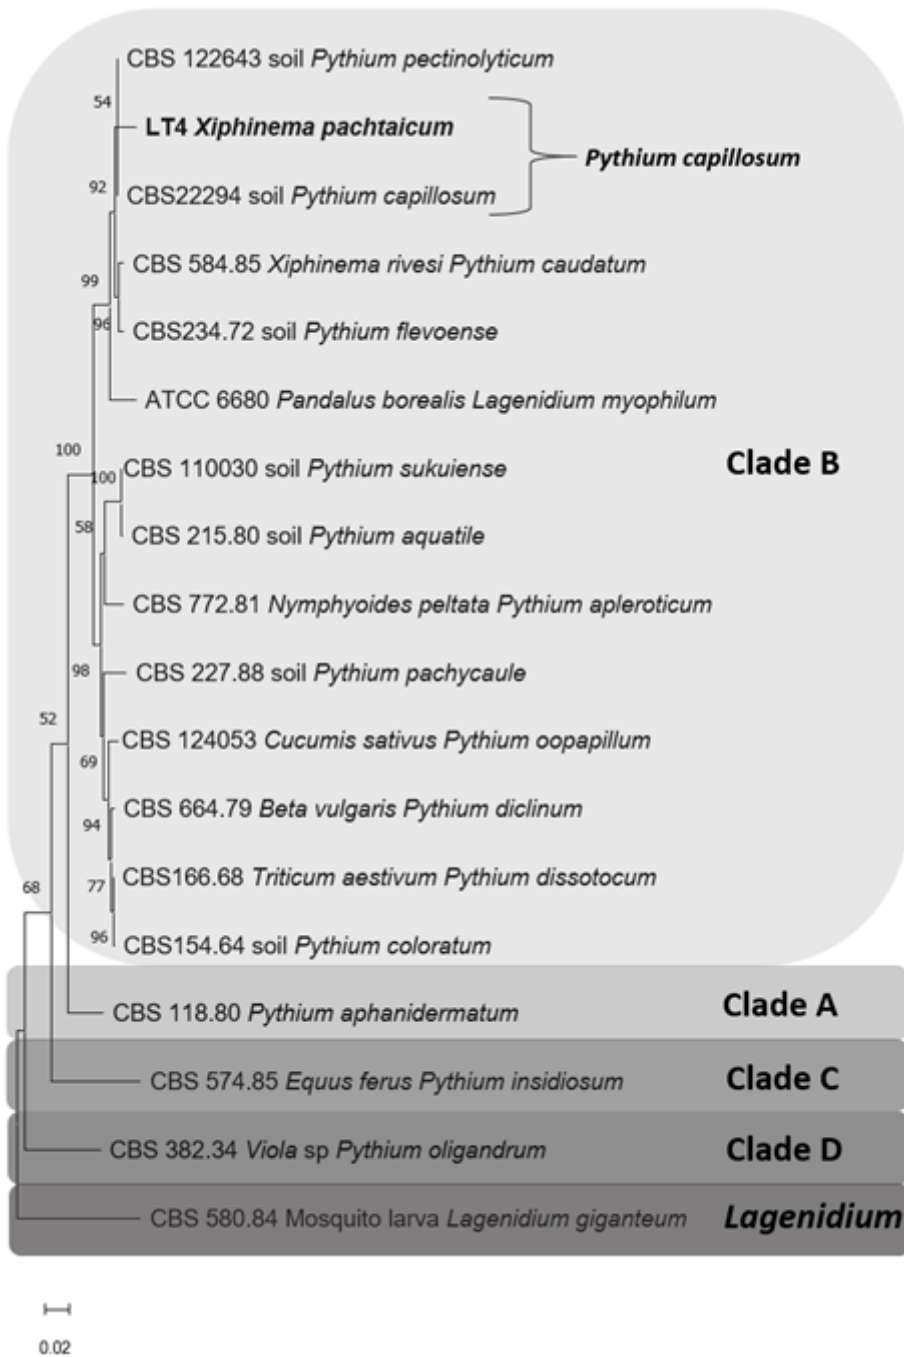 CBS 122643 soil Pythium pectinolyticum
54
LT4 Xiphinema pachtaicum
Pythium capillosum
92
CBS22294 soil Pythium capillosum
CBS 584.85 Xiphinema rivesi Pythium caudatum
99
96
CBS234.72 soil Pythium flevoense
ATCC 6680 Pandalus borealis Lagenidium myophilum
100
Clade B
100
CBS 110030 soil Pythium sukuiense
58
CBS 215.80 soil Pythium aquatile
CBS 772.81 Nymphyoides peltata Pythium apleroticum
98
CBS 227.88 soil Pythium pachycaule
52
CBS 124053 Cucumis sativus Pythium oopapillum
69
CBS 664.79 Beta vulgaris Pythium diclinum
94
CBS166.68 Triticum aestivum Pythium dissotocum
77
68
96
CBS154.64 soil Pythium coloratum
CBS 118.80 Pythium aphanidermatum
Clade A
CBS 574.85 Equus ferus Pythium insidiosum
Clade C
CBS 382.34 Viola sp Pythium oligandrum
Clade D
CBS 580.84 Mosquito larva Lagenidium giganteum
Lagenidium
0.02